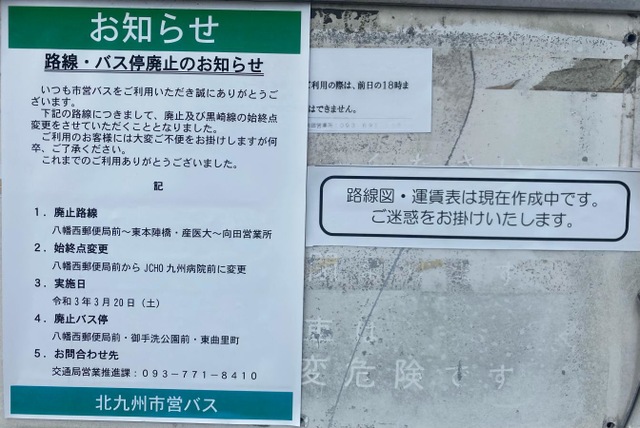 お知らせ
路線・バス停廃止のお知らせ
いつも市営バスをご利用いただき誠にありがとうご
ざいます。
下記の路線につきまして、廃止及び黒崎線の始終点
変更をさせていただくこととなりました。
ご利用のお客様には大変ご不便をお掛けしますが何
卒、ご了承ください。
これまでのご利用ありがとうございました。
記
1．廃止路線
八幡西郵便局前～東本陣橋・産医大～向田営業所
2．始終点変更
八幡西郵便局前からJCHO九州病院前に変更
3．実施日
令和3年3月20日（土）
4．廃止バス停
八幡西郵便局前・御手洗公園前・東曲里町
5．お問合わせ先
交通局営業推進課：093-771-8410
北九州市営バス
ご利用の際は、前日の18時ま
はできません。
路線図・運賃表は現在作成中です。
ご迷惑をお掛けいたします。
市は
変危険です